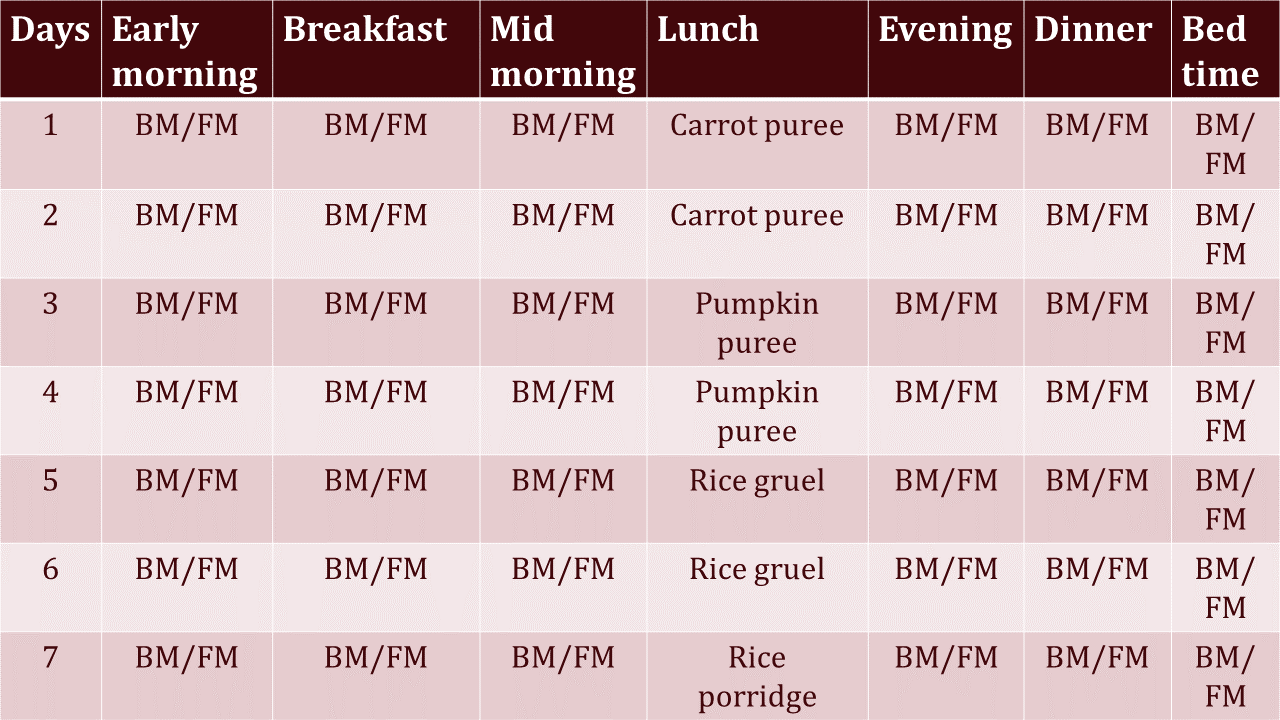 Days Early morning Breakfast Mid morning Lunch Evening Dinner Bed time
1 BM/FM BM/FM BM/FM Carrot puree BM/FM BM/FM BM/ FM
2 BM/FM BM/FM BM/FM Carrot puree BM/FM BM/FM BM/ FM
3 BM/FM BM/FM BM/FM Pumpkin puree BM/FM BM/FM BM/ FM
4 BM/FM BM/FM BM/FM Pumpkin puree BM/FM BM/FM BM/ FM
5 BM/FM BM/FM BM/FM Rice gruel BM/FM BM/FM BM/ FM
6 BM/FM BM/FM BM/FM Rice gruel BM/FM BM/FM BM/ FM
7 BM/FM BM/FM BM/FM Rice porridge BM/FM BM/FM BM/ FM